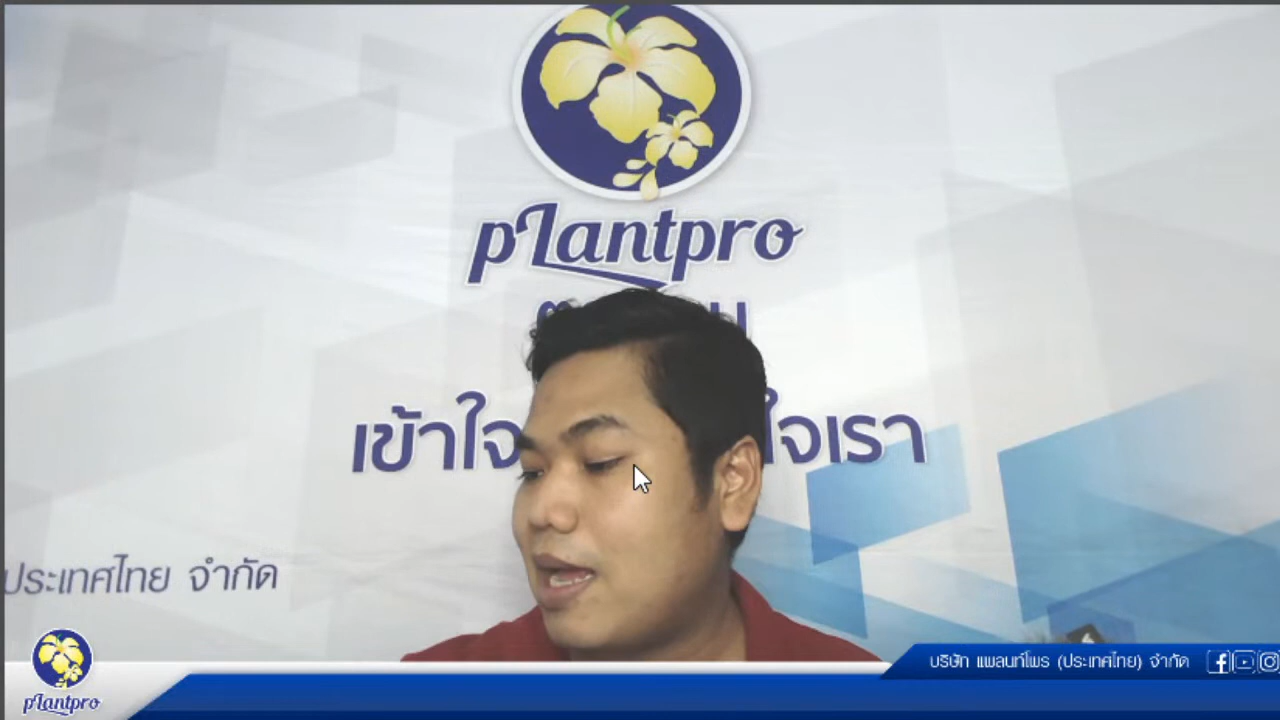 pLantpro
เข้าใจ ใจเรา
ประเทศไทย จำกัด
pLantpro
บริษัท แพลนท์โพร (ประเทศไทย) จำกัด